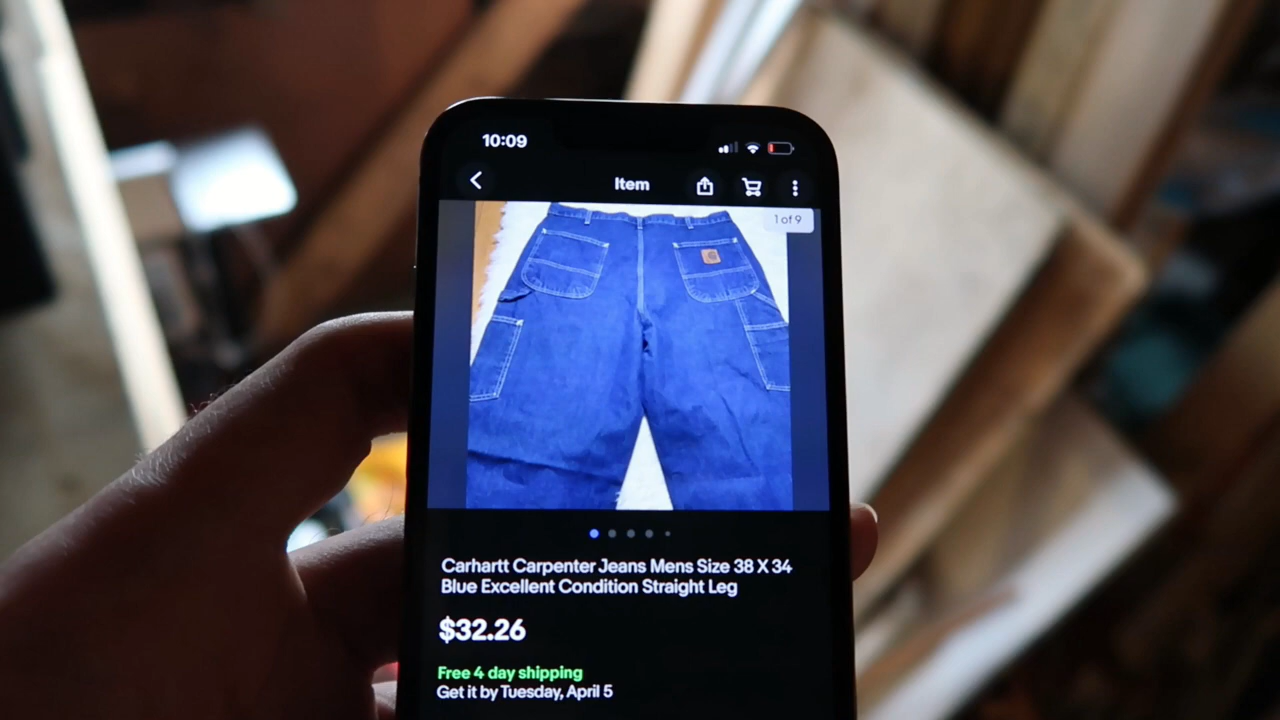 10:09
Item
1 of 9
Carhartt Carpenter Jeans Mens Size 38 X 34
Blue Excellent Condition Straight Leg
$32.26
Free 4 day shipping
Get it by Tuesday, April 5